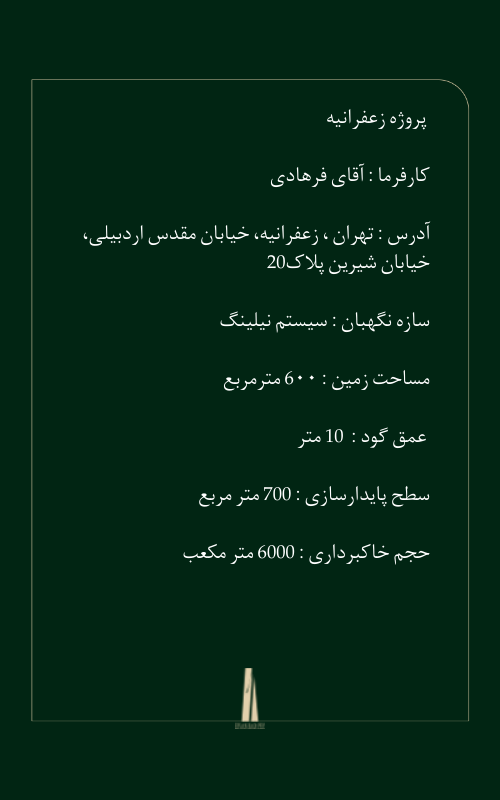 پروژه زعفرانیه
کارفرما : آقای فرهادی
آدرس : تهران ، زعفرانیه، خیابان مقدس اردبیلی،
خیابان شیرین پلاک20
سازه نگهبان : سیستم نیلینگ
مساحت زمین : ۶۰۰ مترمربع
عمق گود : 10 متر
سطح پایدارسازی : 700 متر مربع
حجم خاکبرداری : 6000 متر مکعب